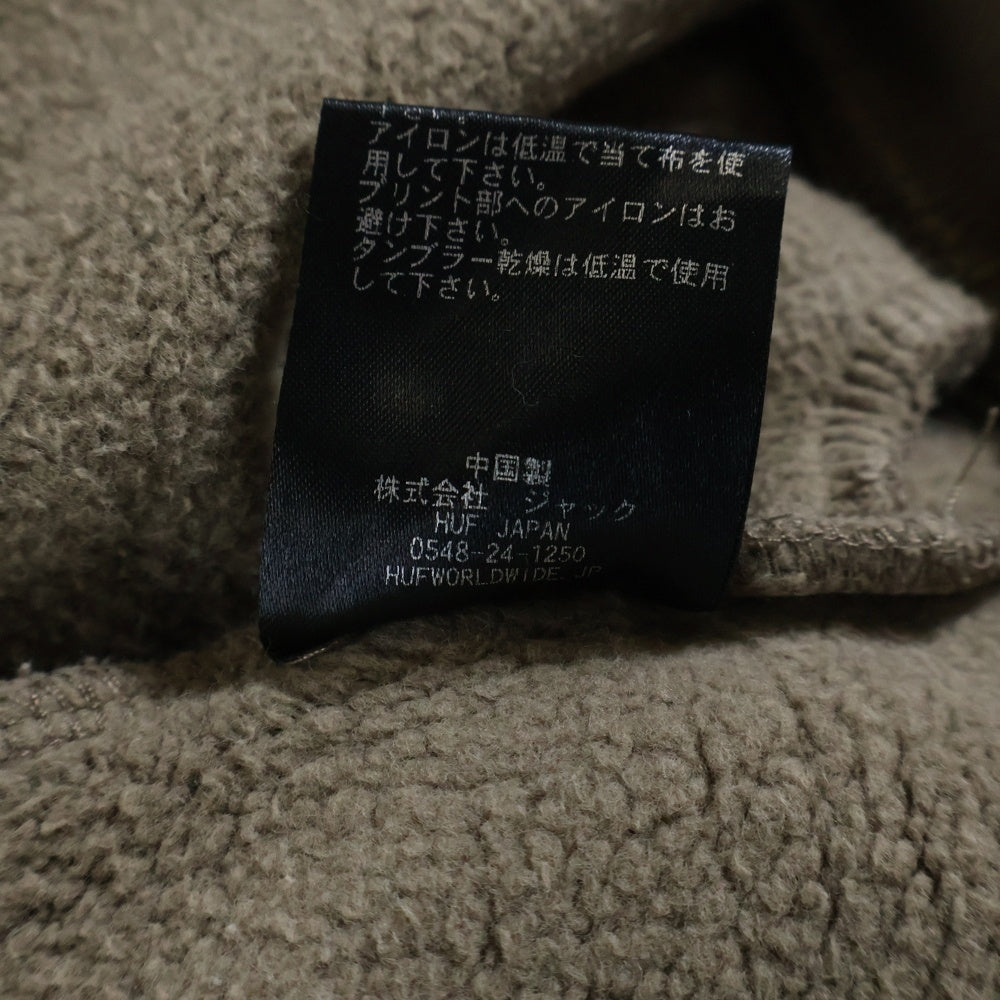 アイロンは低温で当て布を使
用して下さい。
プリント部へのアイロンはお
避け下さい。
タンブラー乾燥は低温で使用
して下さい。
中国製
株式会社 ジャック
HUF JAPAN
0548-24-1250
HUFWORLDWIDE.JP